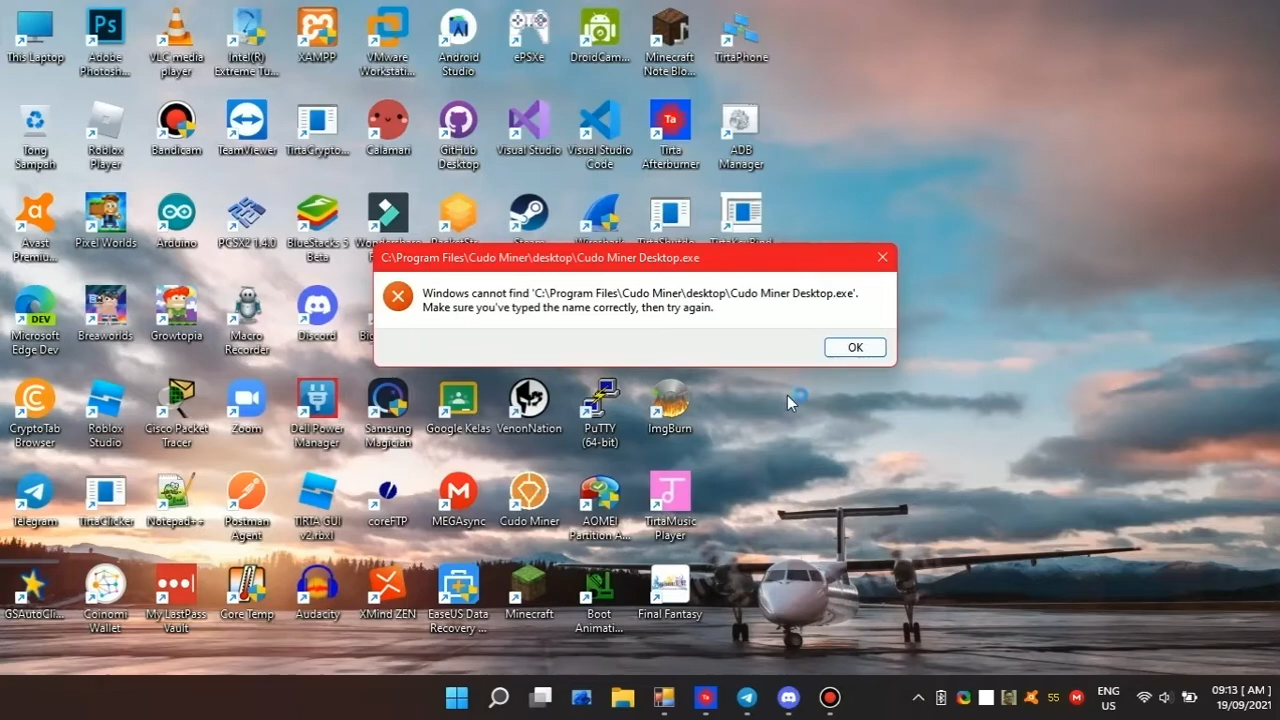 This Laptop
Adobe
Photosh...
VLC media
player
Intel(R)
Extreme Tu...
XAMPP
VMware
Workstati...
Android
Studio
ePSXe
DroidCam...
Minecraft
Note Blo...
TirtaPhone
Tong
Sampah
Roblox
Player
Bandicam
TeamViewer
TirtaCrypto...
Calamari
GitHub
Desktop
Visual Studio
Visual Studio
Code
Ta
Tirta
Afterburner
ADB
Manager
Avast
Premiu...
Pixel Worlds
Arduino
PCSX2 1.4.0
BlueStacks 5
Beta
C:\Program Files\Cudo Miner\desktop\Cudo Miner Desktop.exe
Windows cannot find 'C:\Program Files\Cudo Miner\desktop\Cudo Miner Desktop.exe'.
Make sure you've typed the name correctly, then try again.
OK
DEV
Microsoft
Edge Dev
Breaworlds
Growtopia
Macro
Recorder
Discord
CryptoTab
Browser
Roblox
Studio
Cisco Packet
Tracer
Zoom
Dell Power
Manager
Samsung
Magician
Google Kelas
VenonNation
PuTTY
(64-bit)
ImgBurn
Telegram
TirtaClicker
Notepad++
Postman
Agent
TIRTA GUI
v2.rbxl
coreFTP
MEGAsync
Cudo Miner
AOMEI
Partition A...
TirtaMusic
Player
GSAutoCli...
Coinomi
Wallet
My LastPass
Vault
Core Temp
Audacity
XMind ZEN
EaseUS Data
Recovery ...
Minecraft
Boot
Animati...
Final Fantasy
Ta
55
ENG
US
09:13 [ AM ]
19/09/2021